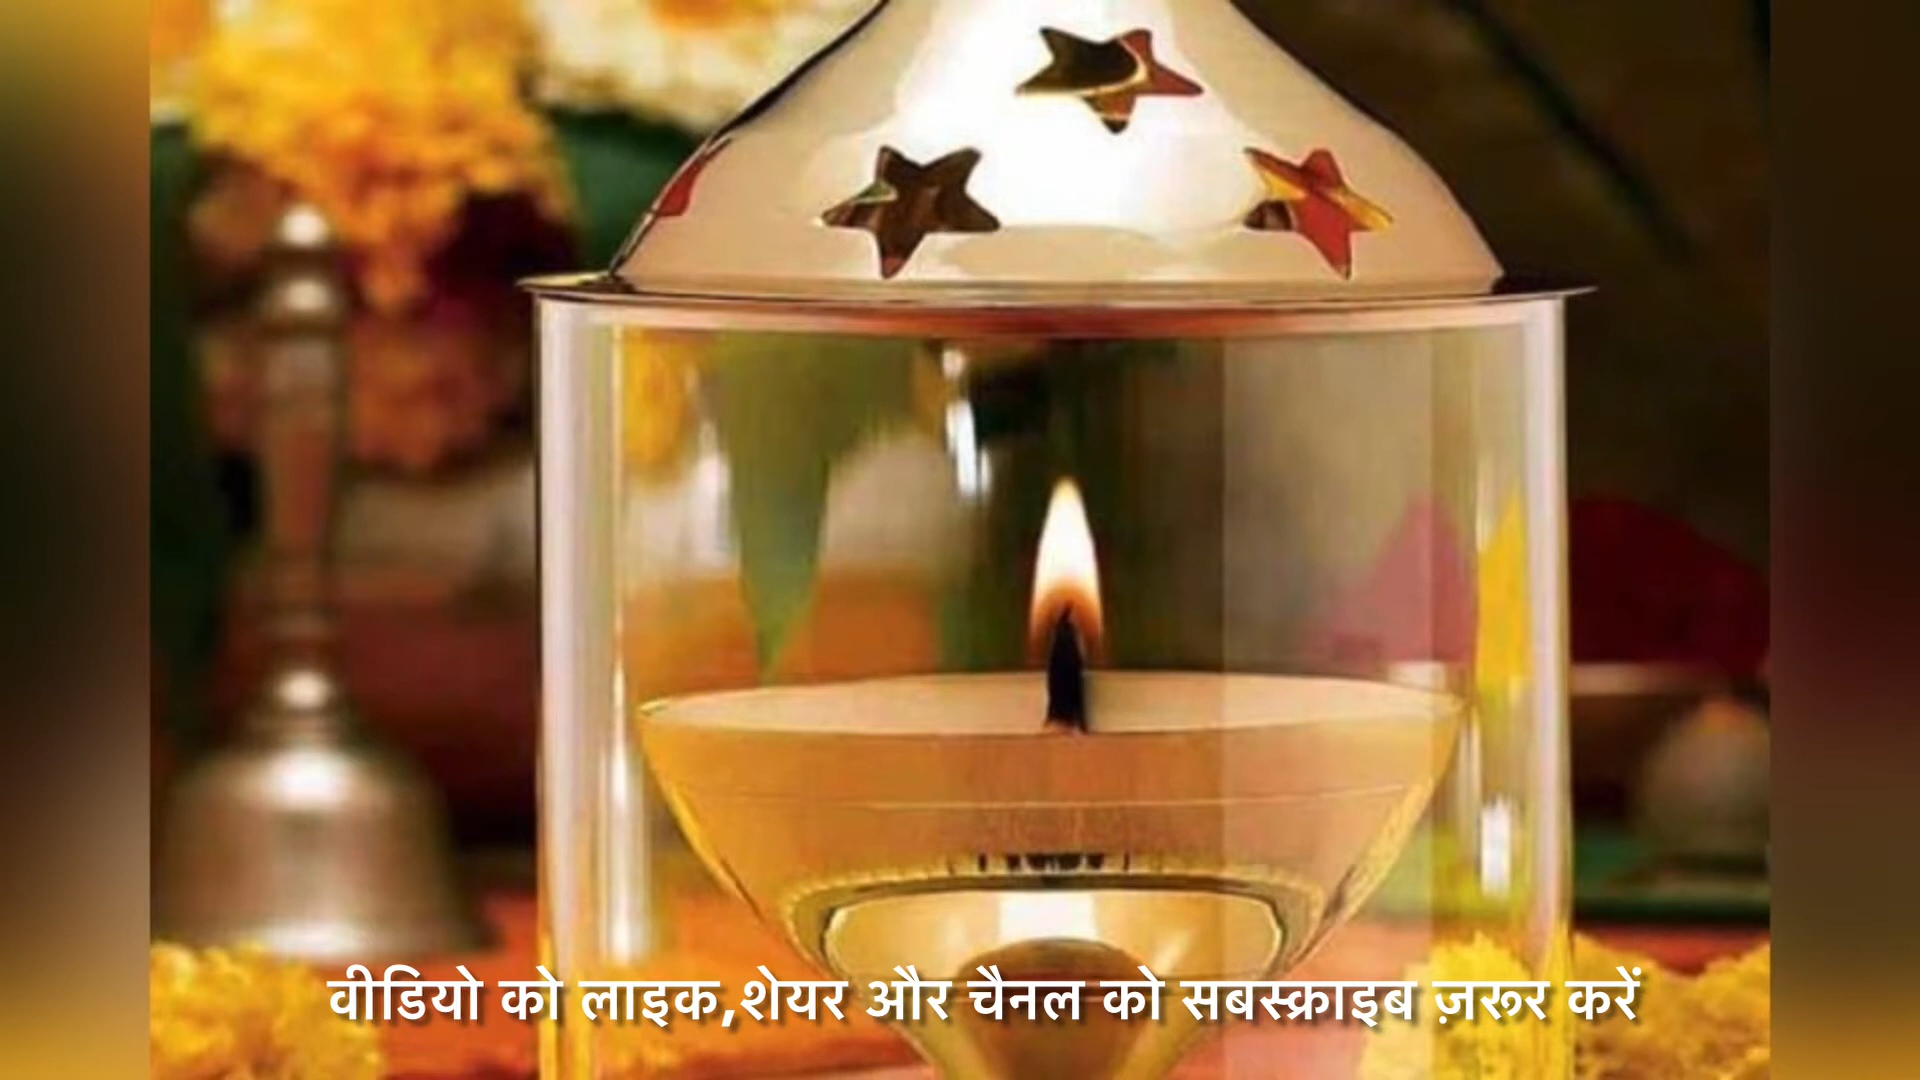 वीडियो को लाइक,शेयर और चैनल को सबस्क्राइब ज़रूर करें